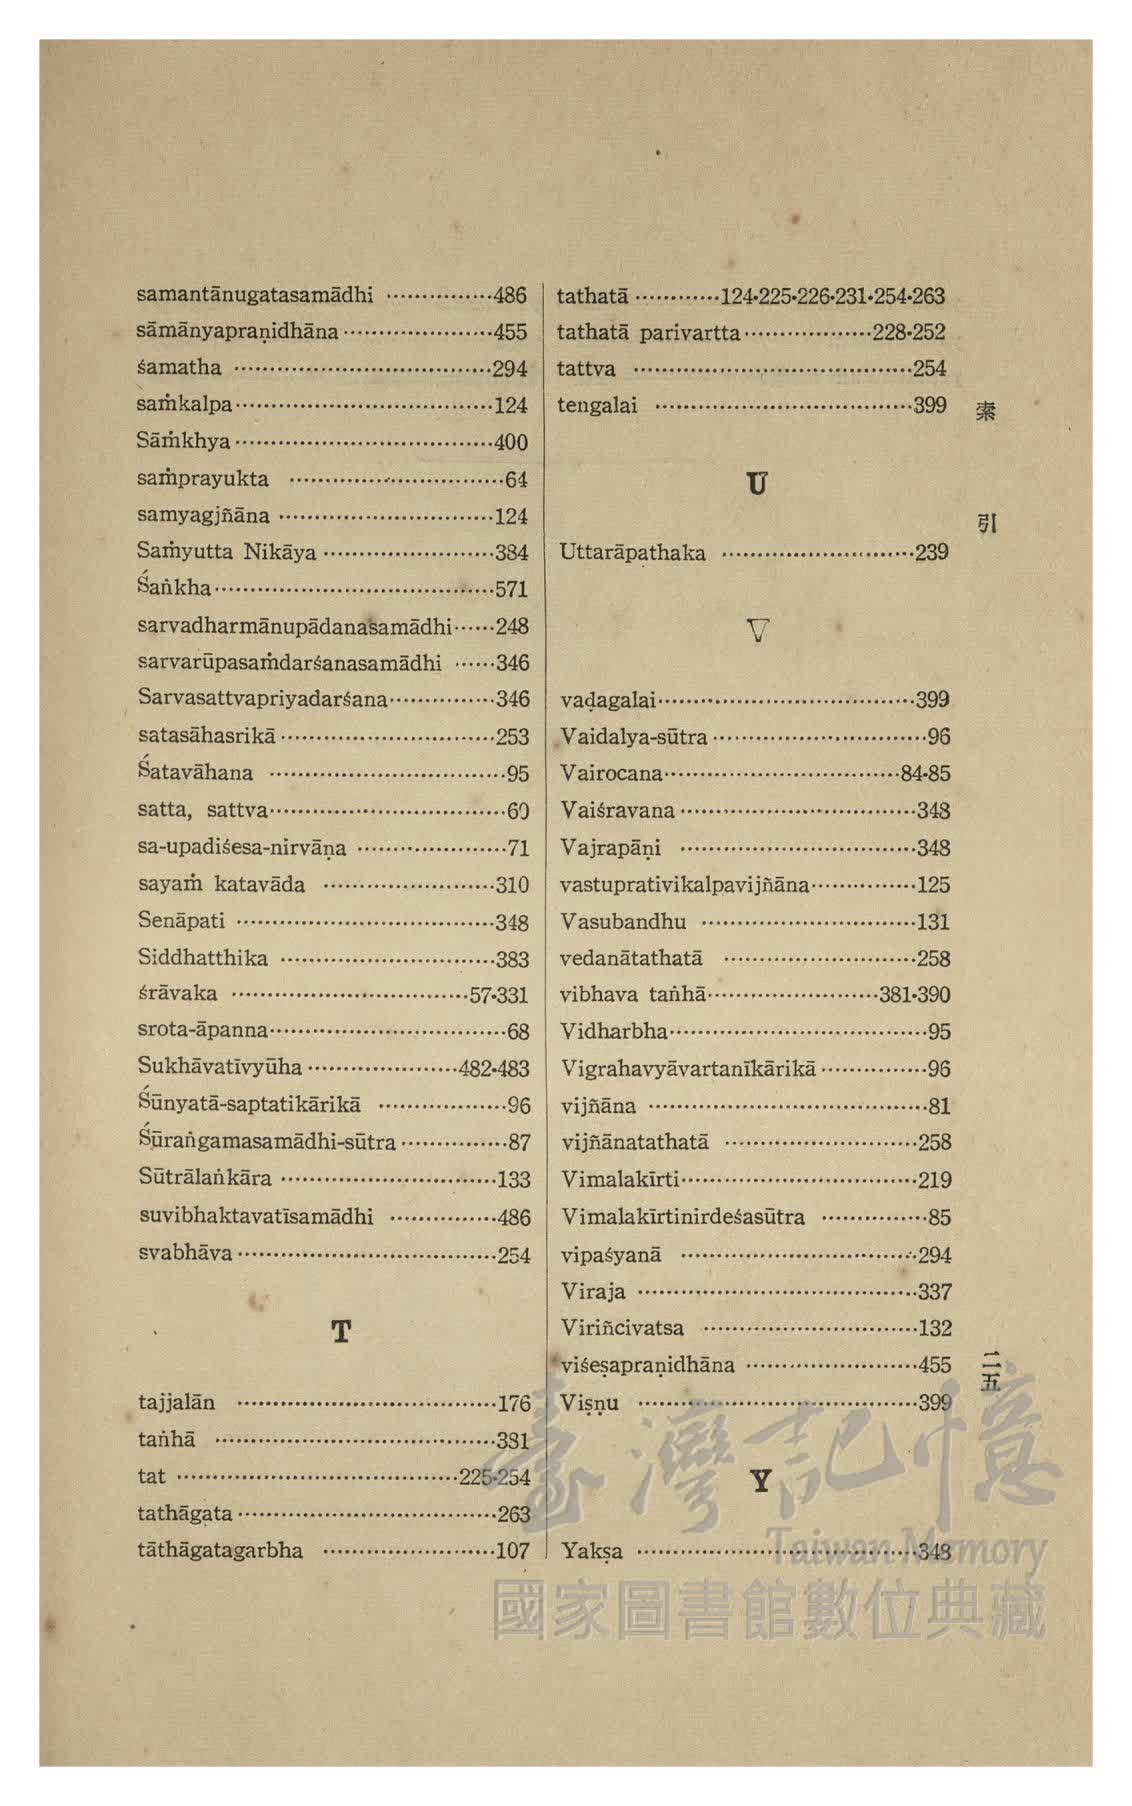 samantānugatasamādhi ···············486
sāmānyapraṇidhāna·····················455
śamatha ····································294
saṁkalpa····································124
Sāṁkhya····································400
saṁprayukta ······························64
samyagjñāna ······························124
Saṁyutta Nikāya························384
Śaṅkha·······································571
sarvadharmānupādanasamādhi······248
sarvarūpasaṁdarśanasamādhi ······346
Sarvasattvapriyadarśana···············346
satasāhasrikā······························253
Śatavāhana ·································95
satta, sattva·································60
sa-upadiśesa-nirvāṇa ·····················71
sayaṁ katavāda ························310
Senāpati ····································348
Siddhatthika ······························383
śrāvaka ·································57·331
srota-āpanna·································68
Sukhāvatīvyūha·····················482·483
Śūnyatā-saptatikārikā ··················96
Śūraṅgamasamādhi-sūtra···············87
Sūtrālaṅkāra ······························133
suvibhaktavatīsamādhi ···············486
svabhāva····································254
T
tajjalān ····································176
taṅhā ·······································381
tat ·······································225·254
tathāgata····································263
tāthāgatagarbha ························107
tathatā ············124·225·226·231·254·263
tathatā parivartta··················228·252
tattva ·······································254
tengalai ····································399
U
Uttarāpathaka ···························239
V
vaḍagalai····································399
Vaidalya-sūtra ······························96
Vairocana·································84·85
Vaiśravana ·································348
Vajrapāṇi ·································348
vastuprativikalpavijñāna···············125
Vasubandhu ······························131
vedanātathatā ···························258
vibhava taṅhā························381·390
Vidharbha····································95
Vigrahavyāvartanīkārikā···············96
vijñāna ·······································81
vijñānatathatā ···························258
Vimalakīrti·································219
Vimalakīrtinirdeśasūtra ···············85
vipaśyanā ·································294
Viraja ·······································337
Viriñcivatsa ······························132
viśeṣapraṇidhāna ························455
Viṣṇu ·······································399
Y
Yakṣa ·······································348
索
引
二五
臺灣記憶
Taiwan Memory
國家圖書館數位典藏